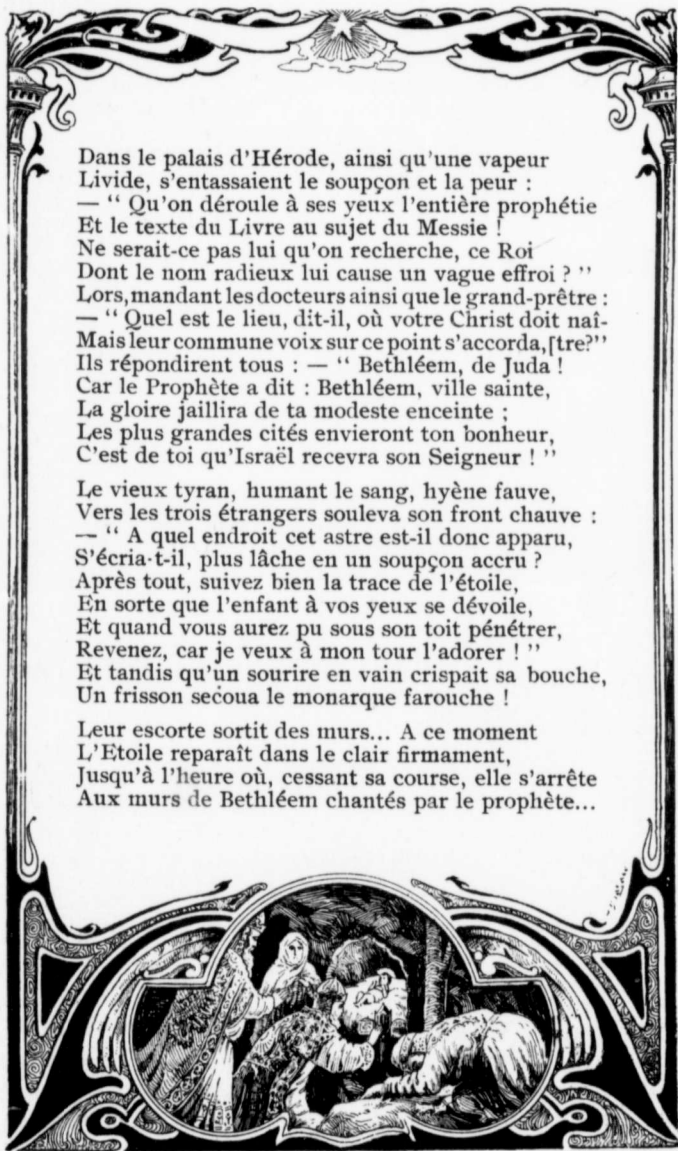 Dans le palais d'Hérode, ainsi qu'une vapeur
Livide, s'entassaient le soupçon et la peur :
— “ Qu'on déroule à ses yeux l'entière prophétie
Et le texte du Livre au sujet du Messie !
Ne serait-ce pas lui qu'on recherche, ce Roi
Dont le nom radieux lui cause un vague effroi ? ”
Lors, mandant les docteurs ainsi que le grand-prêtre :
— “ Quel est le lieu, dit-il, où votre Christ doit naî-
Mais leur commune voix sur ce point s'accorda, [tre?”
Ils répondirent tous : — “ Bethléem, de Juda !
Car le Prophète a dit : Bethléem, ville sainte,
La gloire jaillira de ta modeste enceinte ;
Les plus grandes cités envieront ton bonheur,
C'est de toi qu'Israël recevra son Seigneur ! ”
Le vieux tyran, humant le sang, hyène fauve,
Vers les trois étrangers souleva son front chauve :
— “ A quel endroit cet astre est-il donc apparu,
S'écria-t-il, plus lâche en un soupçon accru ?
Après tout, suivez bien la trace de l'étoile,
En sorte que l'enfant à vos yeux se dévoile,
Et quand vous aurez pu sous son toit pénétrer,
Revenez, car je veux à mon tour l'adorer ! ”
Et tandis qu'un sourire en vain crispait sa bouche,
Un frisson secoua le monarque farouche !
Leur escorte sortit des murs... A ce moment
L'Etoile reparaît dans le clair firmament,
Jusqu'à l'heure où, cessant sa course, elle s'arrête
Aux murs de Bethléem chantés par le prophète...